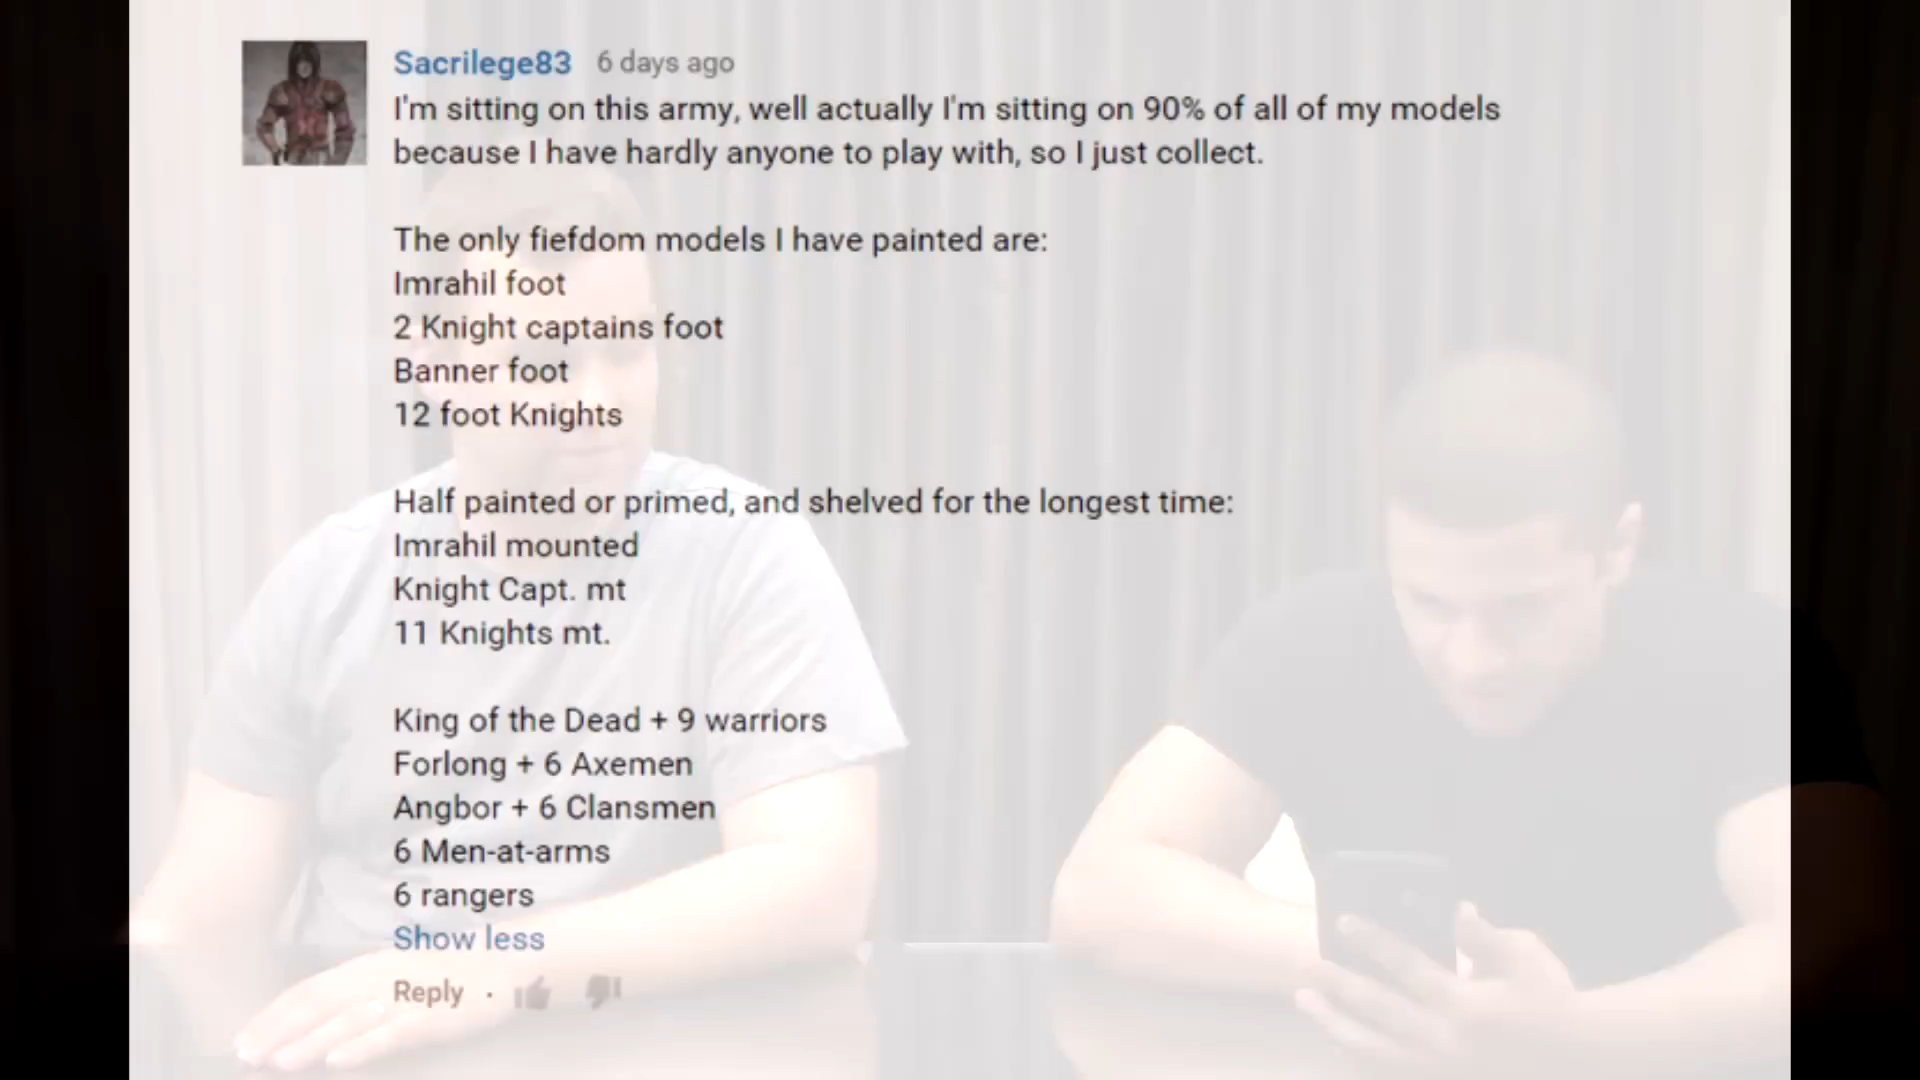 Sacrilege83 6 days ago
I'm sitting on this army, well actually I'm sitting on 90% of all of my models
because I have hardly anyone to play with, so I just collect.
The only fiefdom models I have painted are:
Imrahil foot
2 Knight captains foot
Banner foot
12 foot Knights
Half painted or primed, and shelved for the longest time:
Imrahil mounted
Knight Capt. mt
11 Knights mt.
King of the Dead + 9 warriors
Forlong + 6 Axemen
Angbor + 6 Clansmen
6 Men-at-arms
6 rangers
Show less
Reply ·